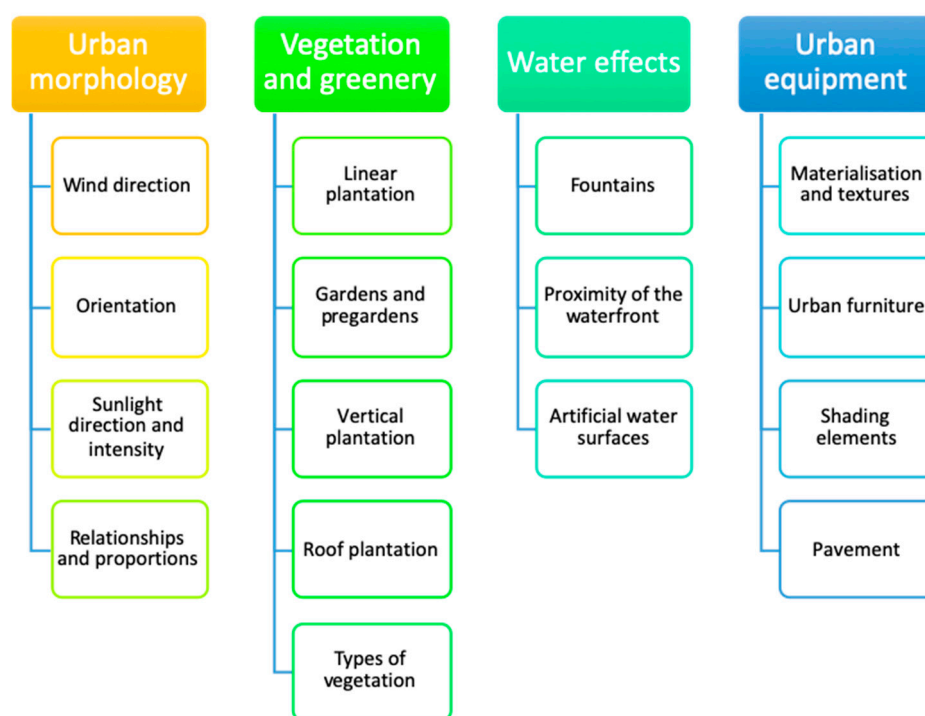 Urban
morphology
Wind direction
Orientation
Sunlight
direction and
intensity
Relationships
and proportions
Vegetation
and greenery
Linear
plantation
Gardens and
pregardens
Vertical
plantation
Roof plantation
Types of
vegetation
Water effects
Fountains
Proximity of the
waterfront
Artificial water
surfaces
Urban
equipment
Materialisation
and textures
Urban furniture
Shading
elements
Pavement